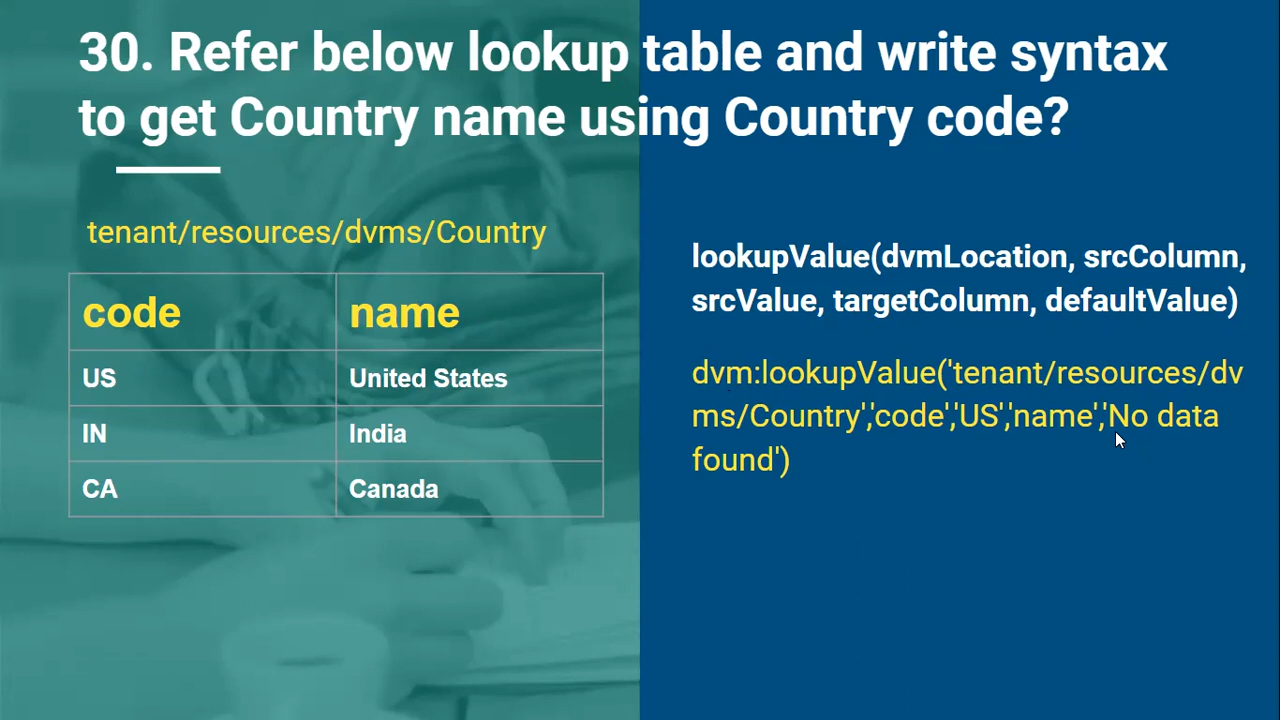 30. Refer below lookup table and write syntax
to get Country name using Country code?
tenant/resources/dvms/Country
code name
US United States
IN India
CA Canada
lookupValue(dvmLocation, srcColumn,
srcValue, targetColumn, defaultValue)
dvm:lookupValue('tenant/resources/dv
ms/Country','code','US','name','No data
found')